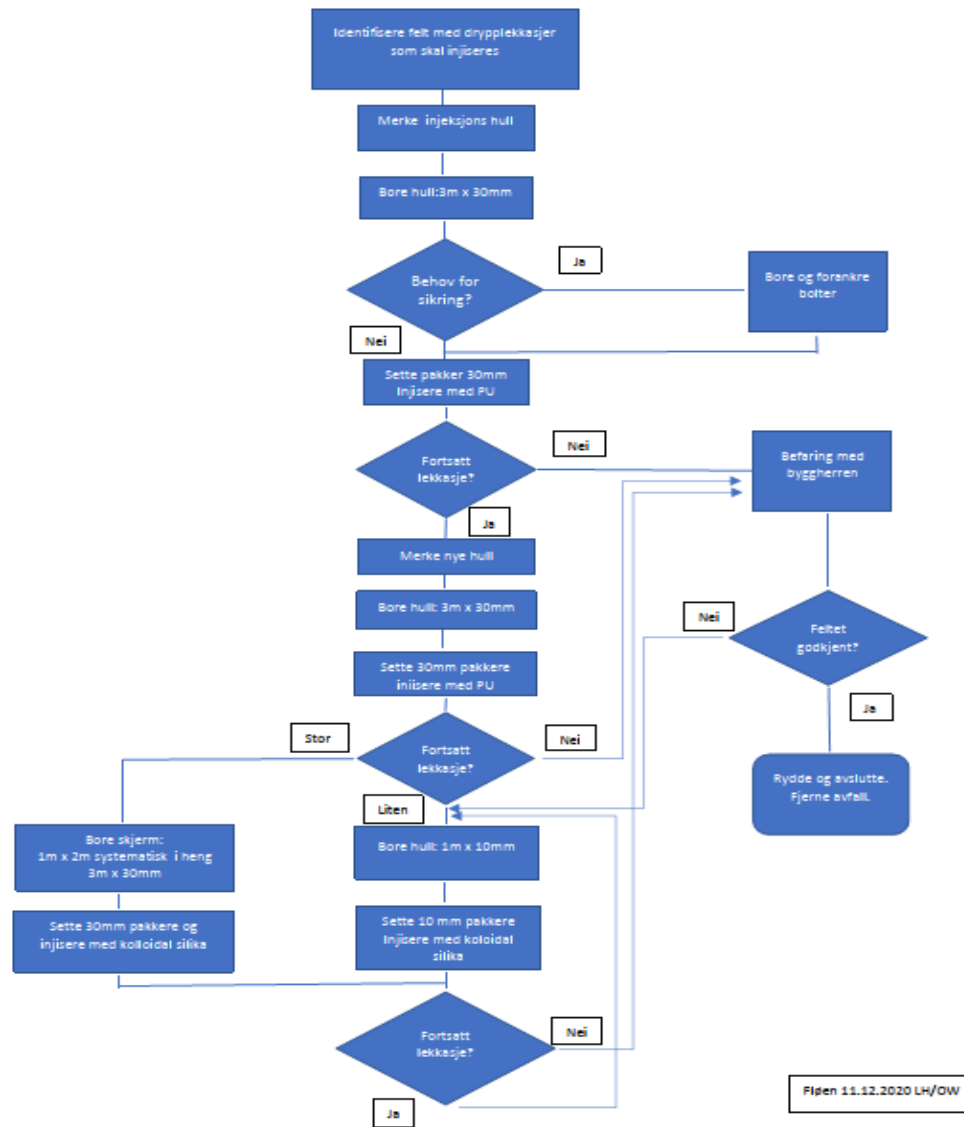 Identifisere felt med drypplekkasjer
som skal injiseres
Merke injeksjons hull
Bore hull:3m x 30mm
Ja
Behov for
sikring?
Bore og forankre
bolter
Nei
Sette pakker 30mm
Injisere med PU
Nei
Fortsatt
lekkasje?
Befaring med
byggherren
Ja
Merke nye hull
Bore hull: 3m x 30mm
Nei
Feltet
godkjent?
Sette 30mm pakkere
iniisere med PU
Ja
Stor
Nei
Fortsatt
lekkasje?
Rydde og avslutte.
Fjerne avfall.
Liten
Bore skjerm:
1m x 2m systematisk i heng
3m x 30mm
Bore hull: 1m x 10mm
Sette 30mm pakkere og
injisere med kolloidal silika
Sette 10 mm pakkere
Injisere med koloidal
silika
Nei
Fortsatt
lekkasje?
Ja
Fløen 11.12.2020 LH/OW